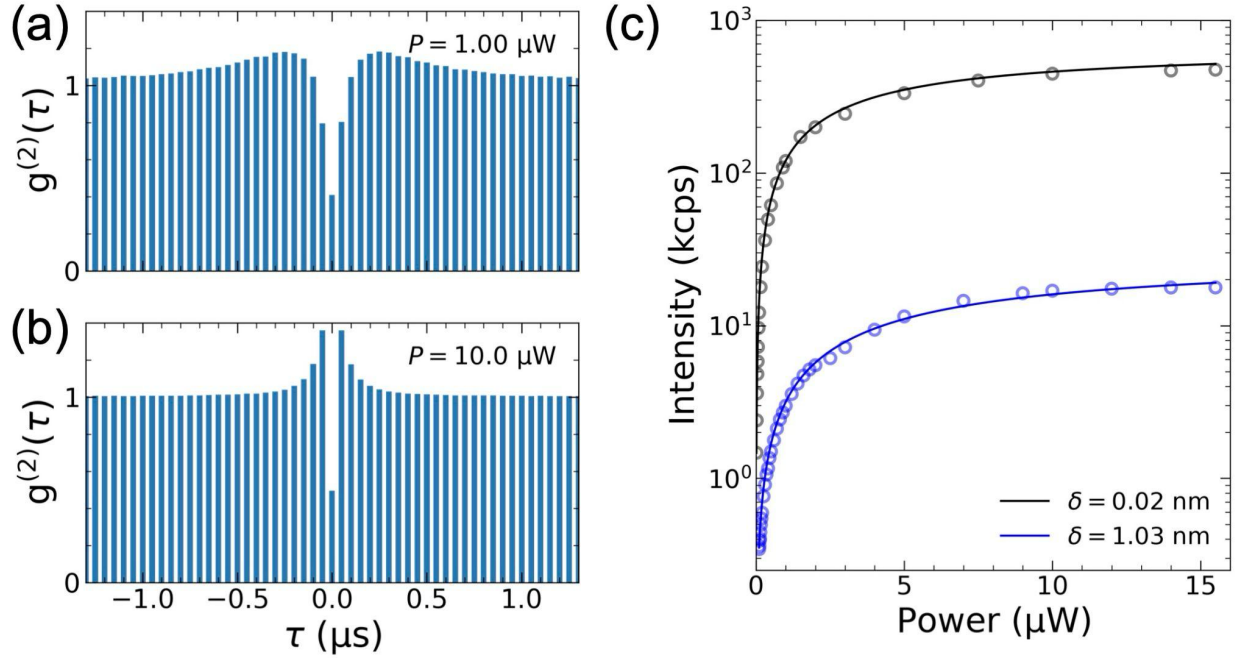 (a)
P = 1.00 µW
1
0
g⁽²⁾(τ)
(b)
P = 10.0 µW
1
0
g⁽²⁾(τ)
−1.0 −0.5 0.0 0.5 1.0
τ (µs)
(c)
10³
10²
10¹
10⁰
Intensity (kcps)
δ = 0.02 nm
δ = 1.03 nm
0 5 10 15
Power (µW)